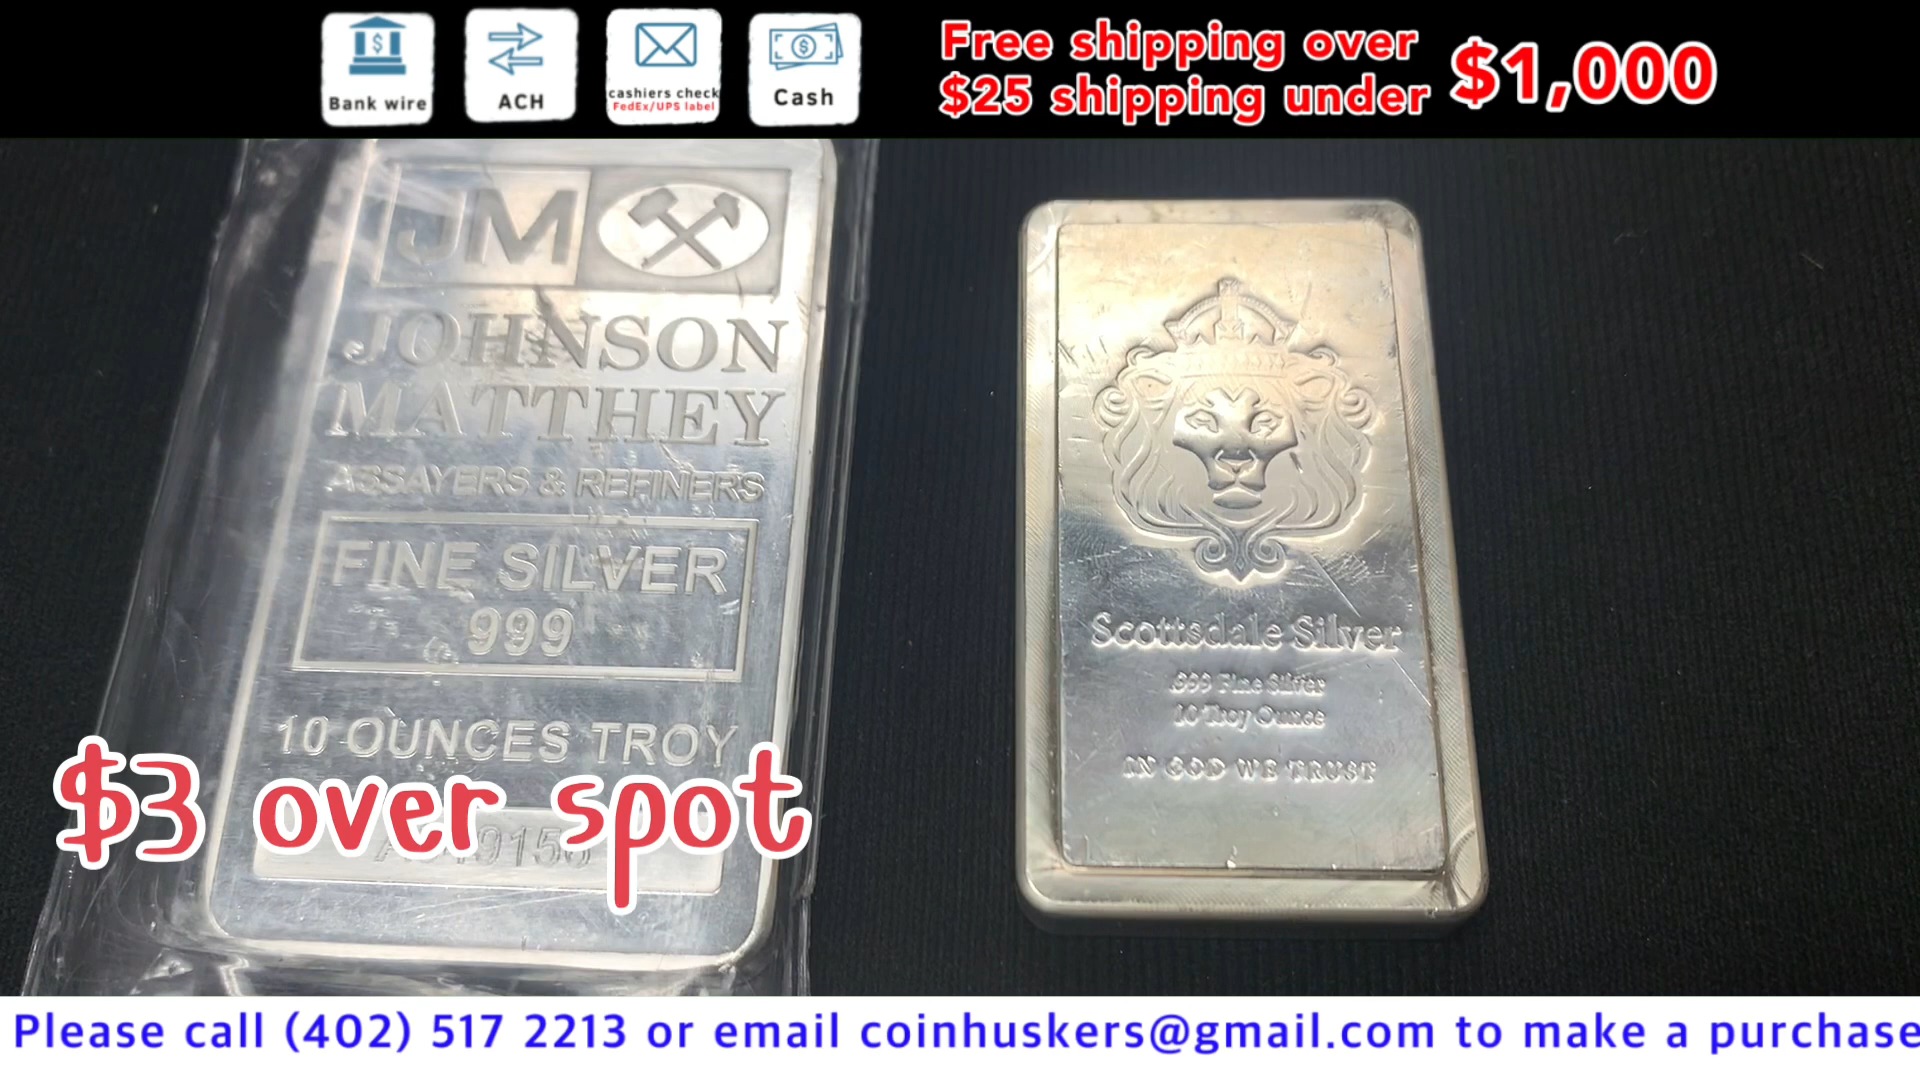 Bank wire
ACH
cashiers check
FedEx/UPS label
Cash
Free shipping over
$25 shipping under
$1,000
JM
JOHNSON
MATTHEY
ASSAYERS & REFINERS
FINE SILVER
999
10 OUNCES TROY
$3 over spot
Scottsdale Silver
.999 Fine Silver
10 Troy Ounce
IN GOD WE TRUST
Please call (402) 517 2213 or email coinhuskers@gmail.com to make a purchase